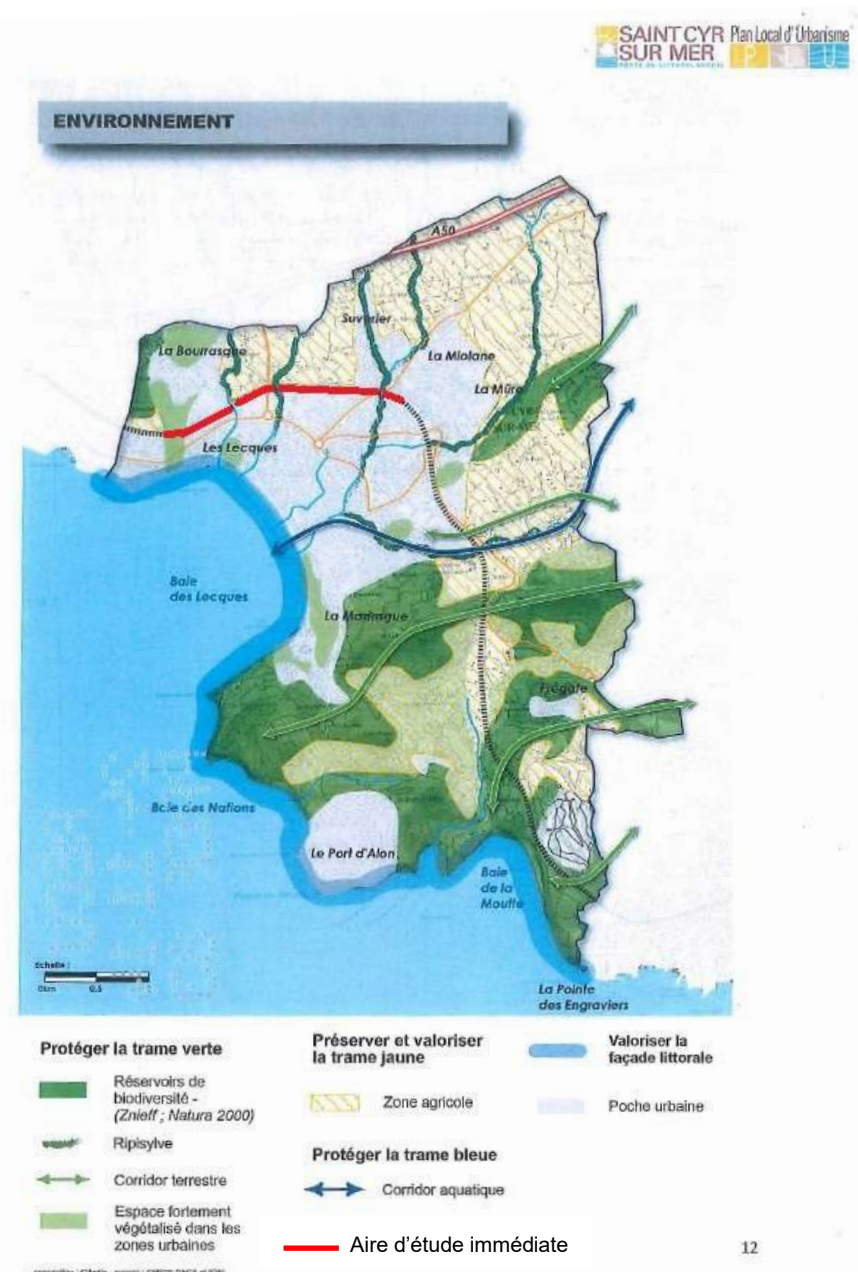 SAINT CYR
SUR MER
Plan Local d'Urbanisme
P L U
ENVIRONNEMENT
A50
La Bourrasque
La Miolane
La Mûre
SUR-MER
Les Lecques
Baie
des Lecques
La Madrague
Frégate
Baie des Nations
Le Port d'Alon
Baie
de la
Moutte
Echelle :
0km 0.5
La Pointe
des Engraviers
Protéger la trame verte
Réservoirs de
biodiversité -
(Znieff ; Natura 2000)
Ripisylve
Corridor terrestre
Espace fortement
végétalisé dans les
zones urbaines
Préserver et valoriser
la trame jaune
Zone agricole
Protéger la trame bleue
Corridor aquatique
Valoriser la
façade littorale
Poche urbaine
Aire d'étude immédiate
12